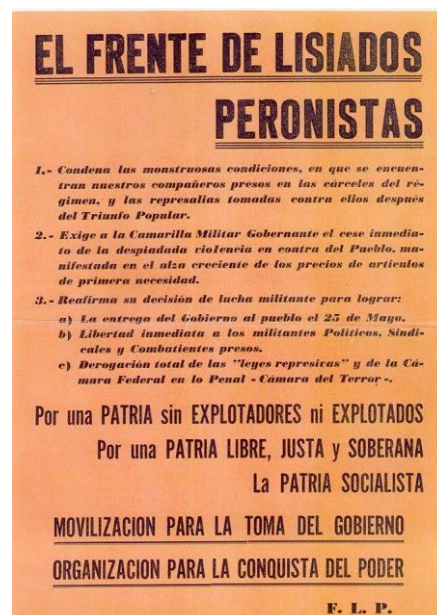 EL FRENTE DE LISIADOS
PERONISTAS
1.- Condena las monstruosas condiciones, en que se encuen-
tran nuestros compañeros presos en las cárceles del ré-
gimen, y las represalias tomadas contra ellos después
del Triunfo Popular.
2.- Exige a la Camarilla Militar Gobernante el cese inmedia-
to de la despiadada violencia en contra del Pueblo, ma-
nifestada en el alza creciente de los precios de artículos
de primera necesidad.
3.- Reafirma su decisión de lucha militante para lograr:
a) La entrega del Gobierno al pueblo el 25 de Mayo.
b) Libertad inmediata a los militantes Políticos, Sindi-
cales y Combatientes presos.
c) Derogación total de las "leyes represivas" y de la Cá-
mara Federal en lo Penal - Cámara del Terror -.
Por una PATRIA sin EXPLOTADORES ni EXPLOTADOS
Por una PATRIA LIBRE, JUSTA y SOBERANA
La PATRIA SOCIALISTA
MOVILIZACION PARA LA TOMA DEL GOBIERNO
ORGANIZACION PARA LA CONQUISTA DEL PODER
F. L. P.